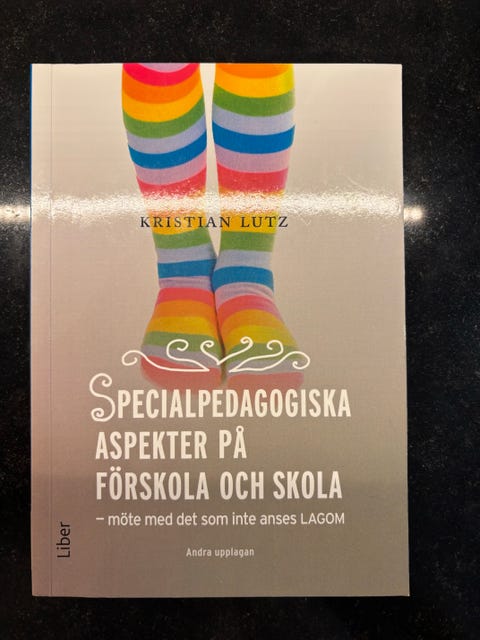 KRISTIAN LUTZ
SPECIALPEDAGOGISKA
ASPEKTER PÅ
FÖRSKOLA OCH SKOLA
– möte med det som inte anses LAGOM
Andra upplagan
Liber